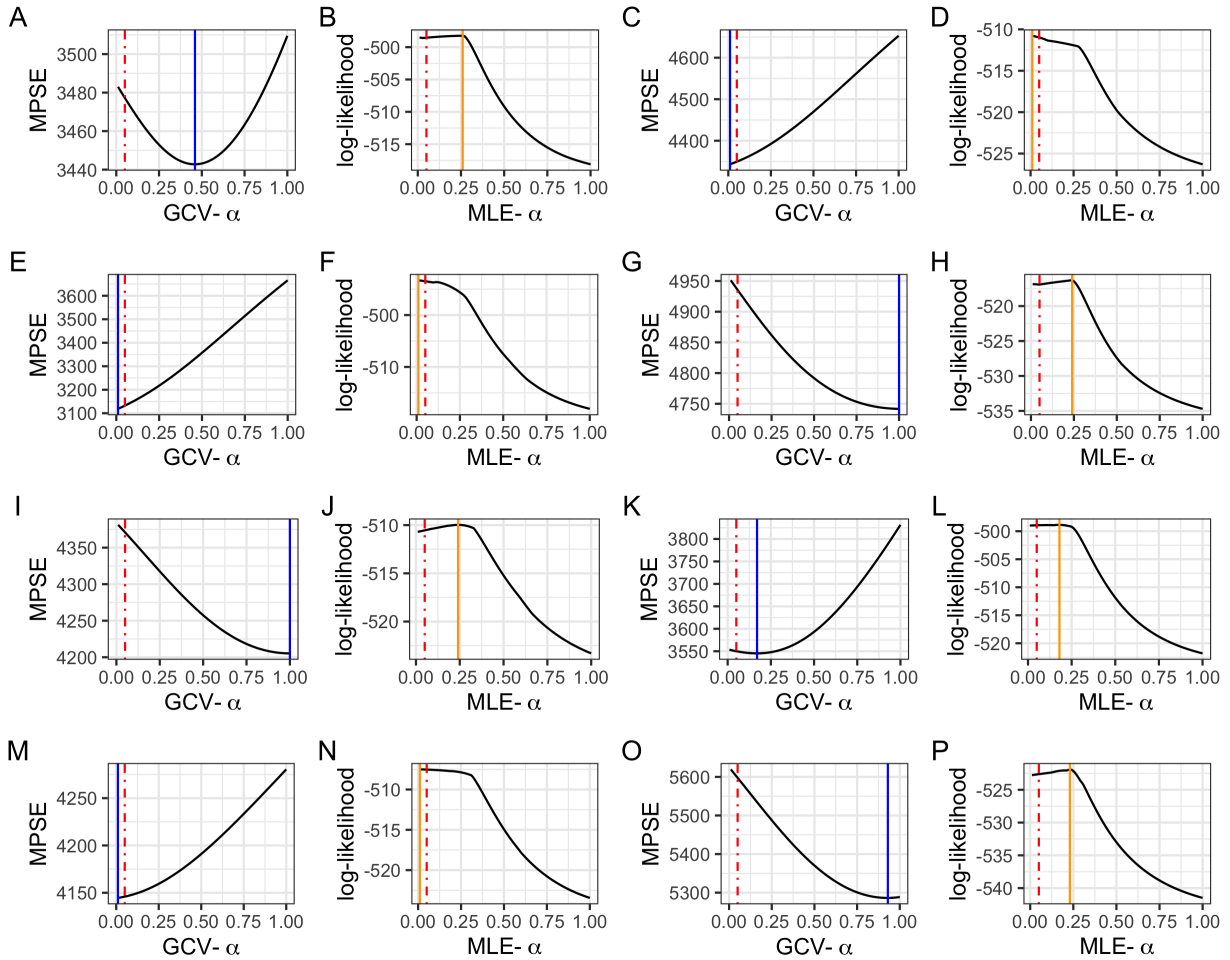 A B C D
MPSE
3500
3480
3460
3440
0.00 0.25 0.50 0.75 1.00
GCV- α
log-likelihood
-500
-505
-510
-515
0.00 0.25 0.50 0.75 1.00
MLE- α
MPSE
4600
4500
4400
0.00 0.25 0.50 0.75 1.00
GCV- α
log-likelihood
-510
-515
-520
-525
0.00 0.25 0.50 0.75 1.00
MLE- α
E F G H
MPSE
3600
3500
3400
3300
3200
3100
0.00 0.25 0.50 0.75 1.00
GCV- α
log-likelihood
-500
-510
0.00 0.25 0.50 0.75 1.00
MLE- α
MPSE
4950
4900
4850
4800
4750
0.00 0.25 0.50 0.75 1.00
GCV- α
log-likelihood
-520
-525
-530
-535
0.00 0.25 0.50 0.75 1.00
MLE- α
I J K L
MPSE
4350
4300
4250
4200
0.00 0.25 0.50 0.75 1.00
GCV- α
log-likelihood
-510
-515
-520
0.00 0.25 0.50 0.75 1.00
MLE- α
MPSE
3800
3750
3700
3650
3600
3550
0.00 0.25 0.50 0.75 1.00
GCV- α
log-likelihood
-500
-505
-510
-515
-520
0.00 0.25 0.50 0.75 1.00
MLE- α
M N O P
MPSE
4250
4200
4150
0.00 0.25 0.50 0.75 1.00
GCV- α
log-likelihood
-510
-515
-520
0.00 0.25 0.50 0.75 1.00
MLE- α
MPSE
5600
5500
5400
5300
0.00 0.25 0.50 0.75 1.00
GCV- α
log-likelihood
-525
-530
-535
-540
0.00 0.25 0.50 0.75 1.00
MLE- α